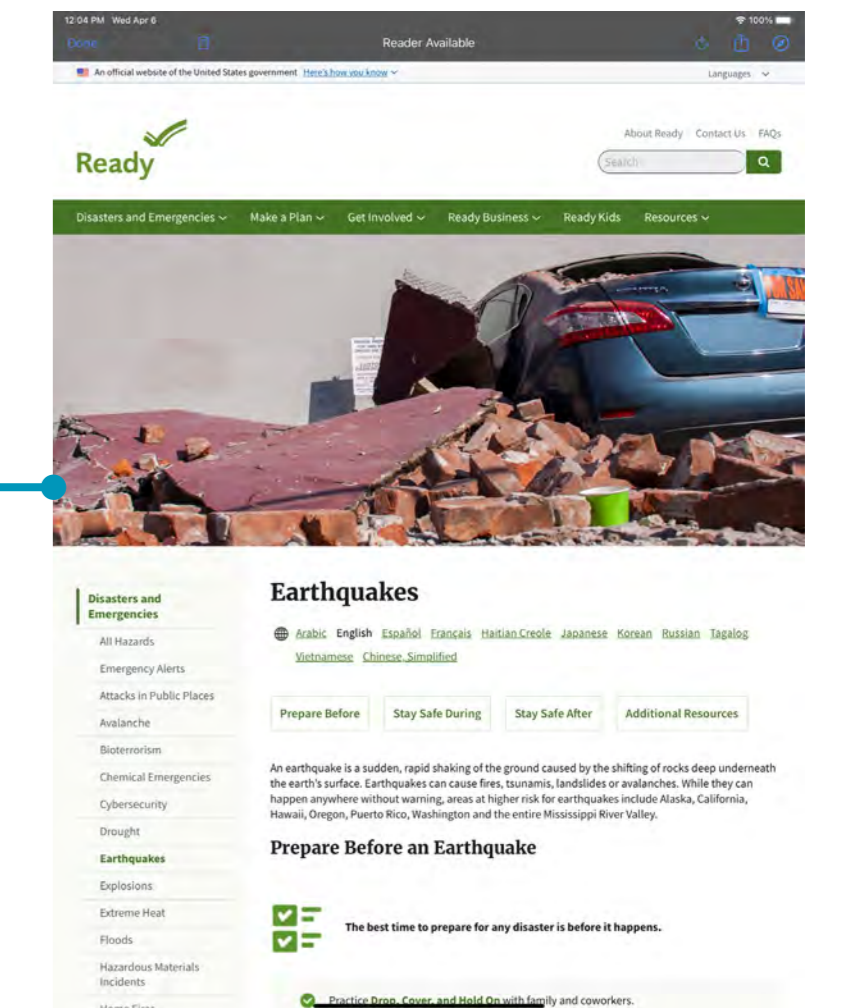 12:04 PM Wed Apr 6
100%
Done
Reader Available
An official website of the United States government Here's how you know
Languages
Ready
About Ready Contact Us FAQs
Search
Disasters and Emergencies Make a Plan Get Involved Ready Business Ready Kids Resources
Earthquakes
Arabic English Español Français Haitian Creole Japanese Korean Russian Tagalog
Vietnamese Chinese, Simplified
Prepare Before Stay Safe During Stay Safe After Additional Resources
An earthquake is a sudden, rapid shaking of the ground caused by the shifting of rocks deep underneath
the earth's surface. Earthquakes can cause fires, tsunamis, landslides or avalanches. While they can
happen anywhere without warning, areas at higher risk for earthquakes include Alaska, California,
Hawaii, Oregon, Puerto Rico, Washington and the entire Mississippi River Valley.
Prepare Before an Earthquake
The best time to prepare for any disaster is before it happens.
Practice Drop, Cover, and Hold On with family and coworkers.
Disasters and
Emergencies
All Hazards
Emergency Alerts
Attacks in Public Places
Avalanche
Bioterrorism
Chemical Emergencies
Cybersecurity
Drought
Earthquakes
Explosions
Extreme Heat
Floods
Hazardous Materials
Incidents